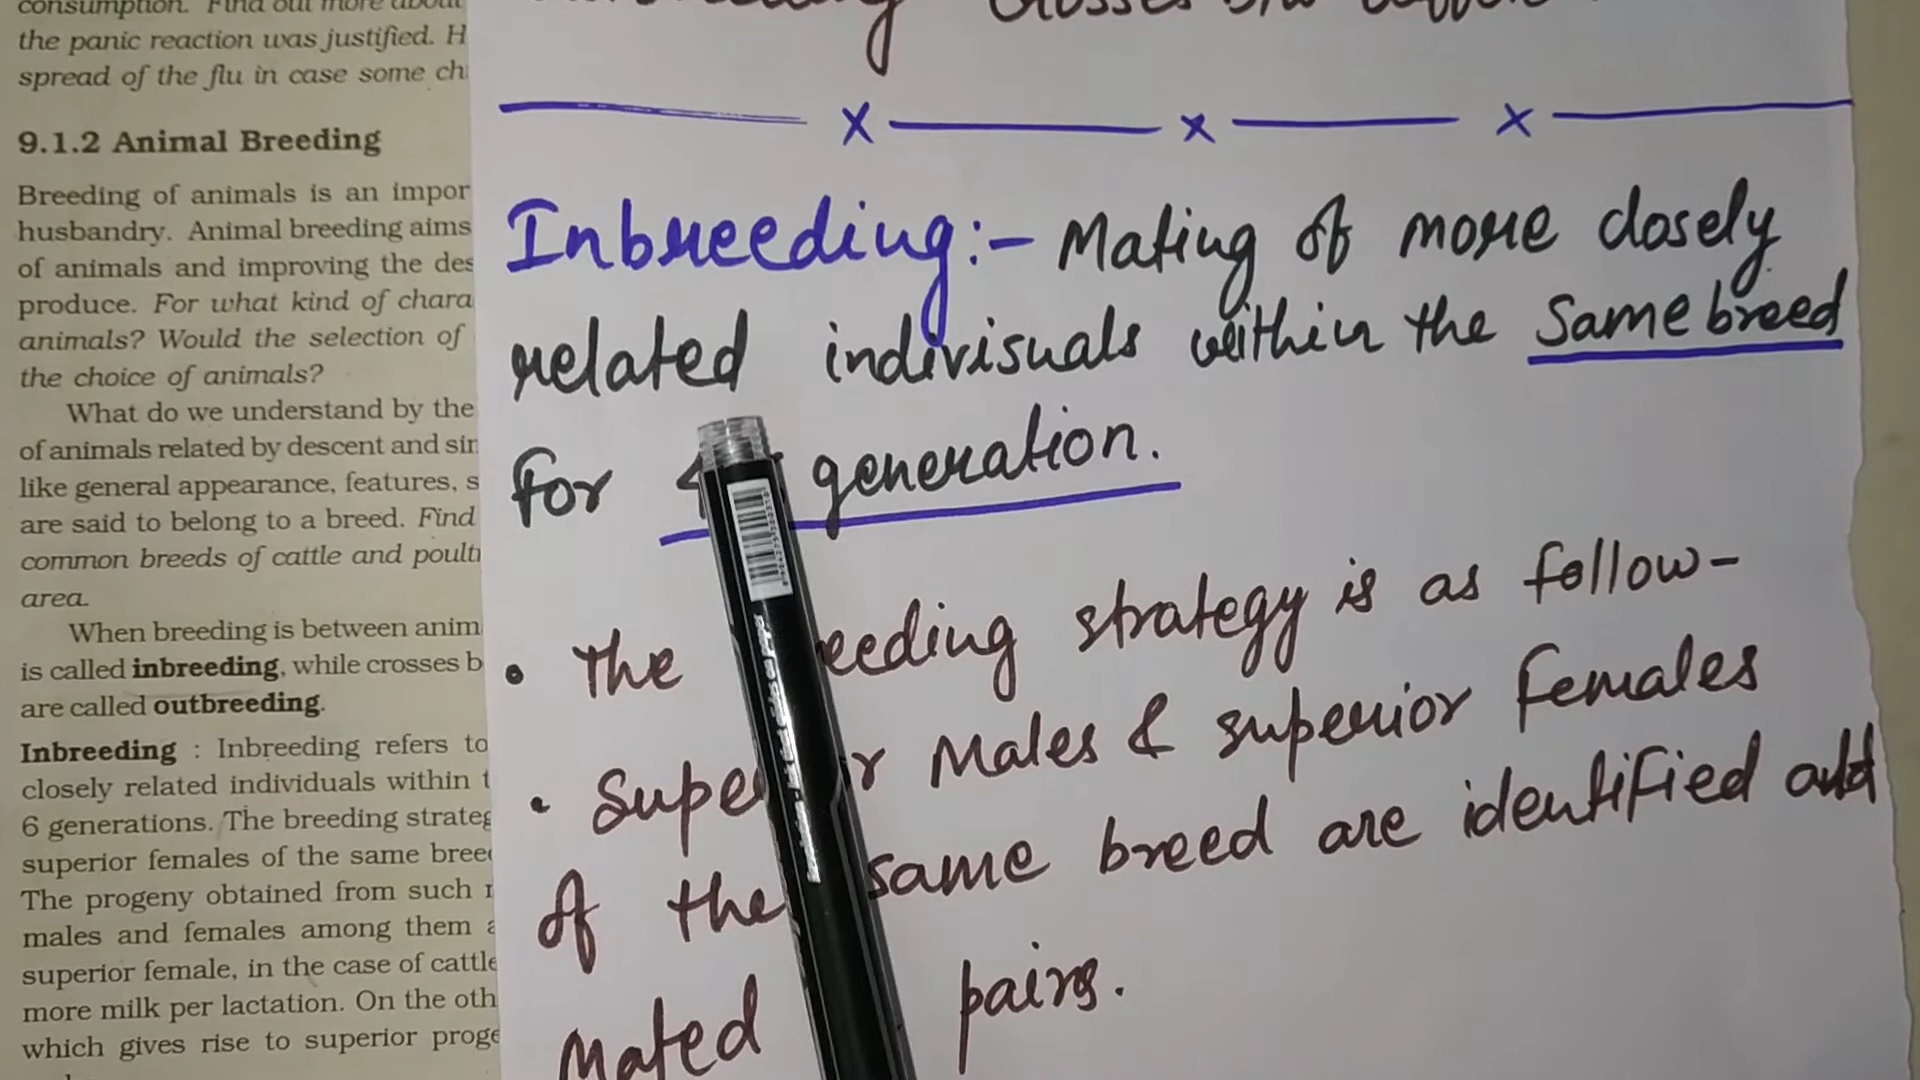 consumption. Find out more about
the panic reaction was justified. H
spread of the flu in case some ch
9.1.2 Animal Breeding
Breeding of animals is an impor
husbandry. Animal breeding aims
of animals and improving the des
produce. For what kind of chara
animals? Would the selection of
the choice of animals?
What do we understand by the
of animals related by descent and sim
like general appearance, features, s
are said to belong to a breed. Find
common breeds of cattle and poult
area.
When breeding is between anim
is called inbreeding, while crosses b
are called outbreeding.
Inbreeding : Inbreeding refers to
closely related individuals within t
6 generations. The breeding strateg
superior females of the same bree
The progeny obtained from such
males and females among them a
superior female, in the case of cattle
more milk per lactation. On the oth
which gives rise to superior proge
Inbreeding:- Mating of more closely
related indivisuals within the same breed
for generation.
• The eeding strategy is as follow-
• Super r Males & superior Females
of the same breed are identified and
Mated pairs.